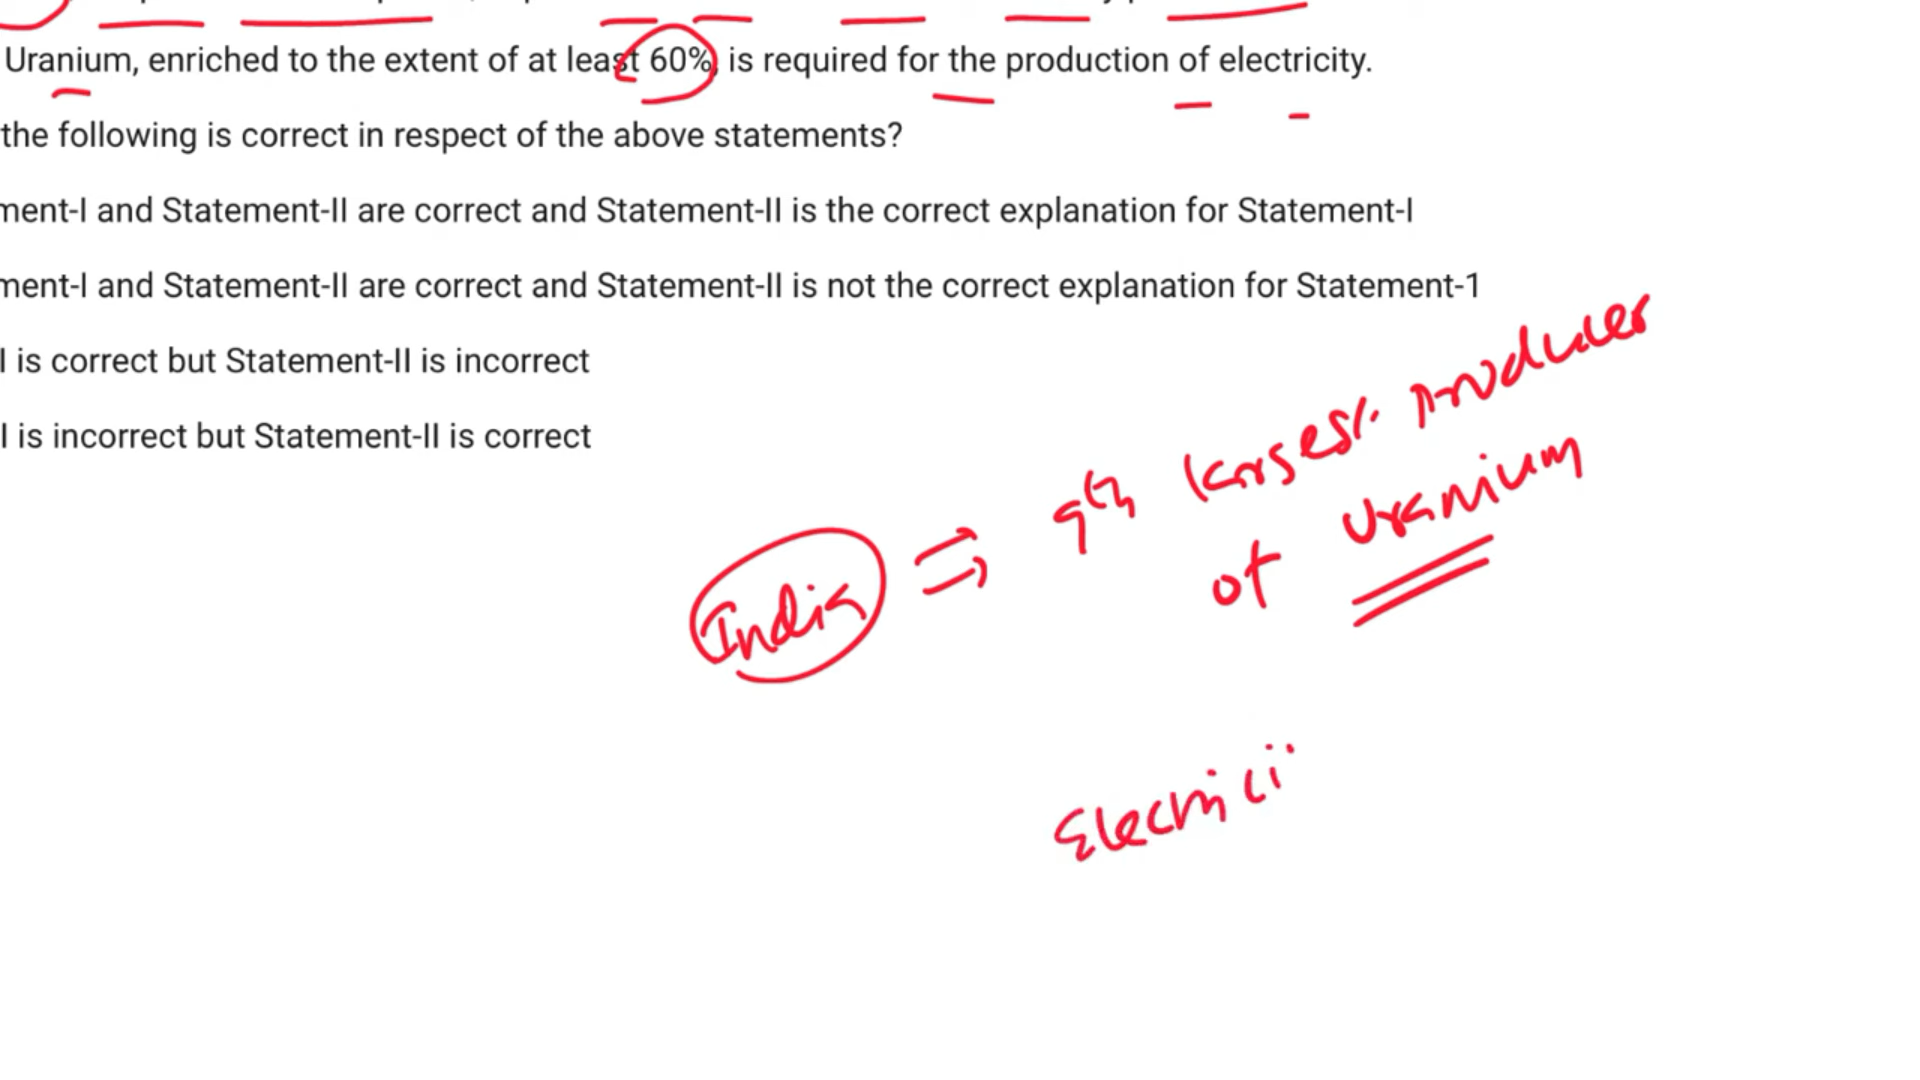 Uranium, enriched to the extent of at least 60%, is required for the production of electricity.
the following is correct in respect of the above statements?
ment-I and Statement-II are correct and Statement-II is the correct explanation for Statement-I
ment-I and Statement-II are correct and Statement-II is not the correct explanation for Statement-1
I is correct but Statement-II is incorrect
I is incorrect but Statement-II is correct
India ⇒ 9th largest producer
of Uranium
Electrici